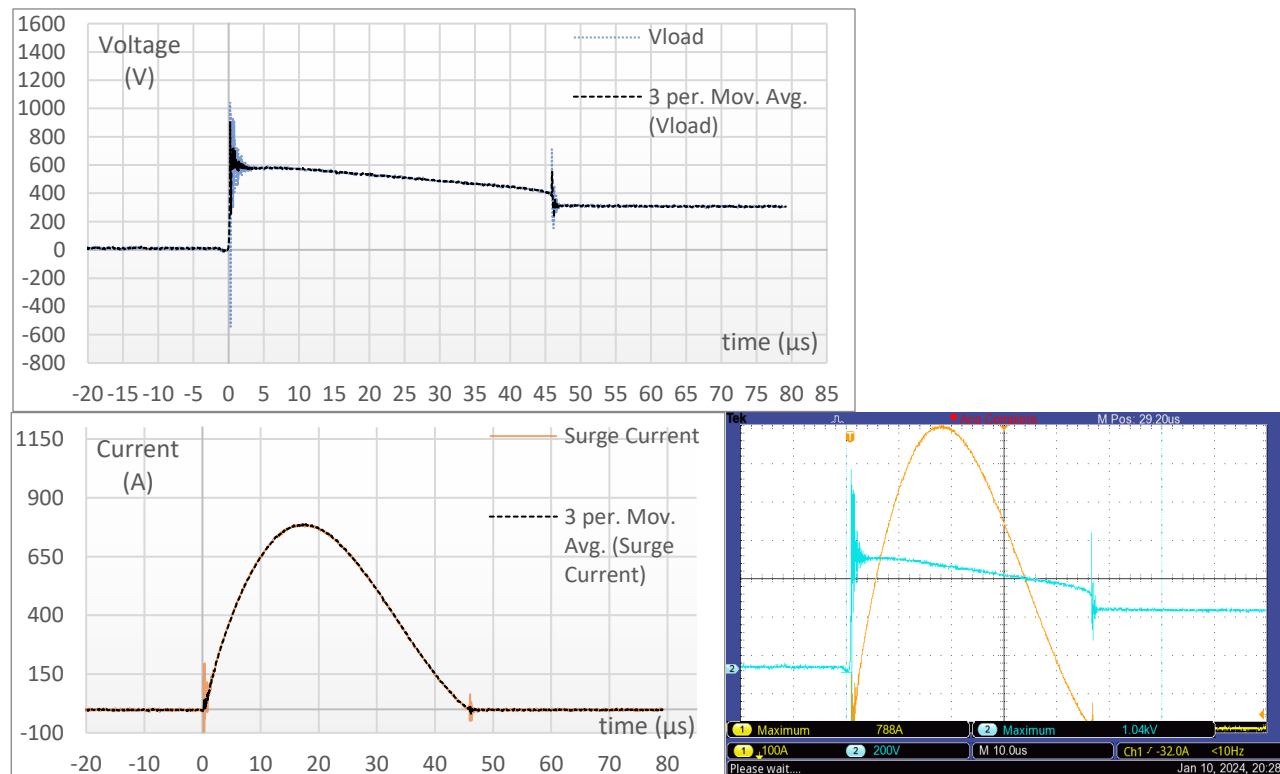 1600
1400
1200
1000
800
600
400
200
0
-200
-400
-600
-800
Voltage
(V)
Vload
3 per. Mov. Avg.
(Vload)
time (µs)
-20 -15 -10 -5 0 5 10 15 20 25 30 35 40 45 50 55 60 65 70 75 80 85
1150
900
650
400
150
-100
Current
(A)
Surge Current
3 per. Mov.
Avg. (Surge
Current)
time (µs)
-20 -10 0 10 20 30 40 50 60 70 80
Tek
Acq Complete
M Pos: 29.20us
T
2
1 Maximum 788A
2 Maximum 1.04kV
1 100A
2 200V
M 10.0us
Ch1 -32.0A <10Hz
Please wait....
Jan 10, 2024, 20:28